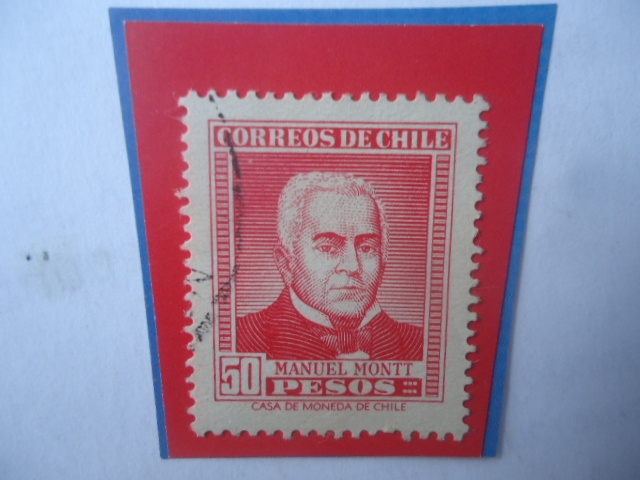 CORREOS DE CHILE
MANUEL MONTT
50 PESOS
CASA DE MONEDA DE CHILE